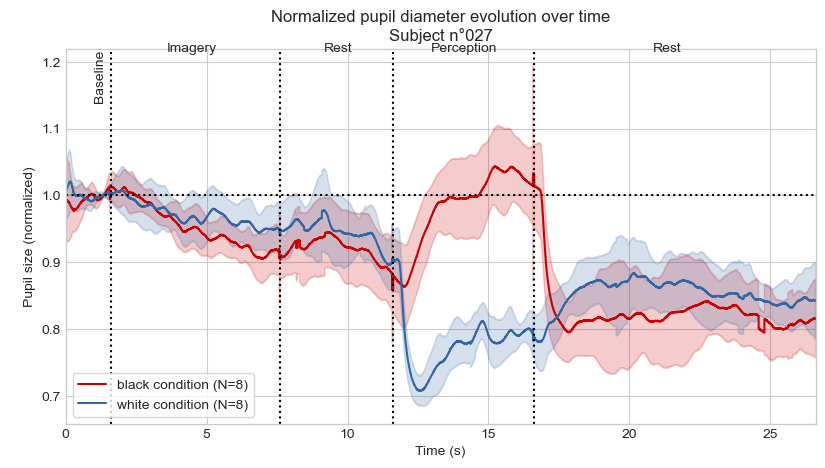 Normalized pupil diameter evolution over time
Subject n°027
Imagery
Rest
Perception
Rest
Baseline
1.2
1.1
1.0
0.9
0.8
0.7
Pupil size (normalized)
black condition (N=8)
white condition (N=8)
0
5
10
15
20
25
Time (s)